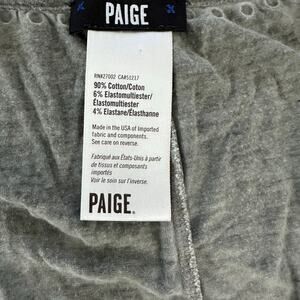 PAIGE
RN#27002 CA#51217
90% Cotton/Coton
6% Elastomultiester/
Élastomultiester
4% Elastane/Élasthanne
Made in the USA of imported
fabric and components.
See care on reverse.
Fabriqué aux États-Unis à partir
de tissus et composants
importés
Voir le soin sur l'inverse.
PAIGE.